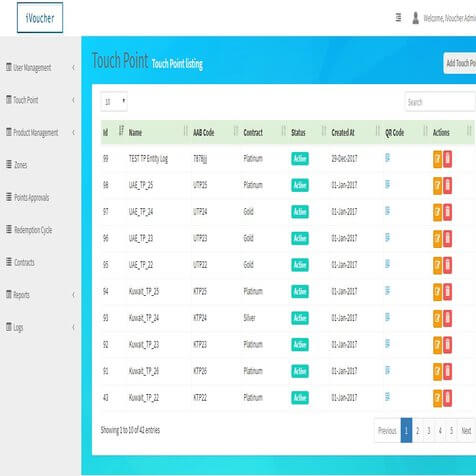 iVoucher
Welcome, iVoucher Admi
User Management
Touch Point
Product Management
Zones
Points Approvals
Redemption Cycle
Contracts
Reports
Logs
Touch Point Touch Point listing
Add Touch Po
10
Search
Id Name AAB Code Contract Status Created At QR Code Actions
99 TEST TP Entity Log Platinum Active 29-Dec-2017
98 UAE_TP_25 UTP25 Platinum Active 01-Jan-2017
97 UAE_TP_24 UTP24 Gold Active 01-Jan-2017
96 UAE_TP_23 UTP23 Gold Active 01-Jan-2017
95 UAE_TP_22 UTP22 Gold Active 01-Jan-2017
94 Kuwait_TP_25 KTP25 Platinum Active 01-Jan-2017
93 Kuwait_TP_24 KTP24 Silver Active 01-Jan-2017
92 Kuwait_TP_23 KTP23 Platinum Active 01-Jan-2017
91 Kuwait_TP_26 KTP26 Platinum Active 01-Jan-2017
43 Kuwait_TP_22 KTP22 Platinum Active 01-Jan-2017
Showing 1 to 10 of 42 entries
Previous 1 2 3 4 5 Next